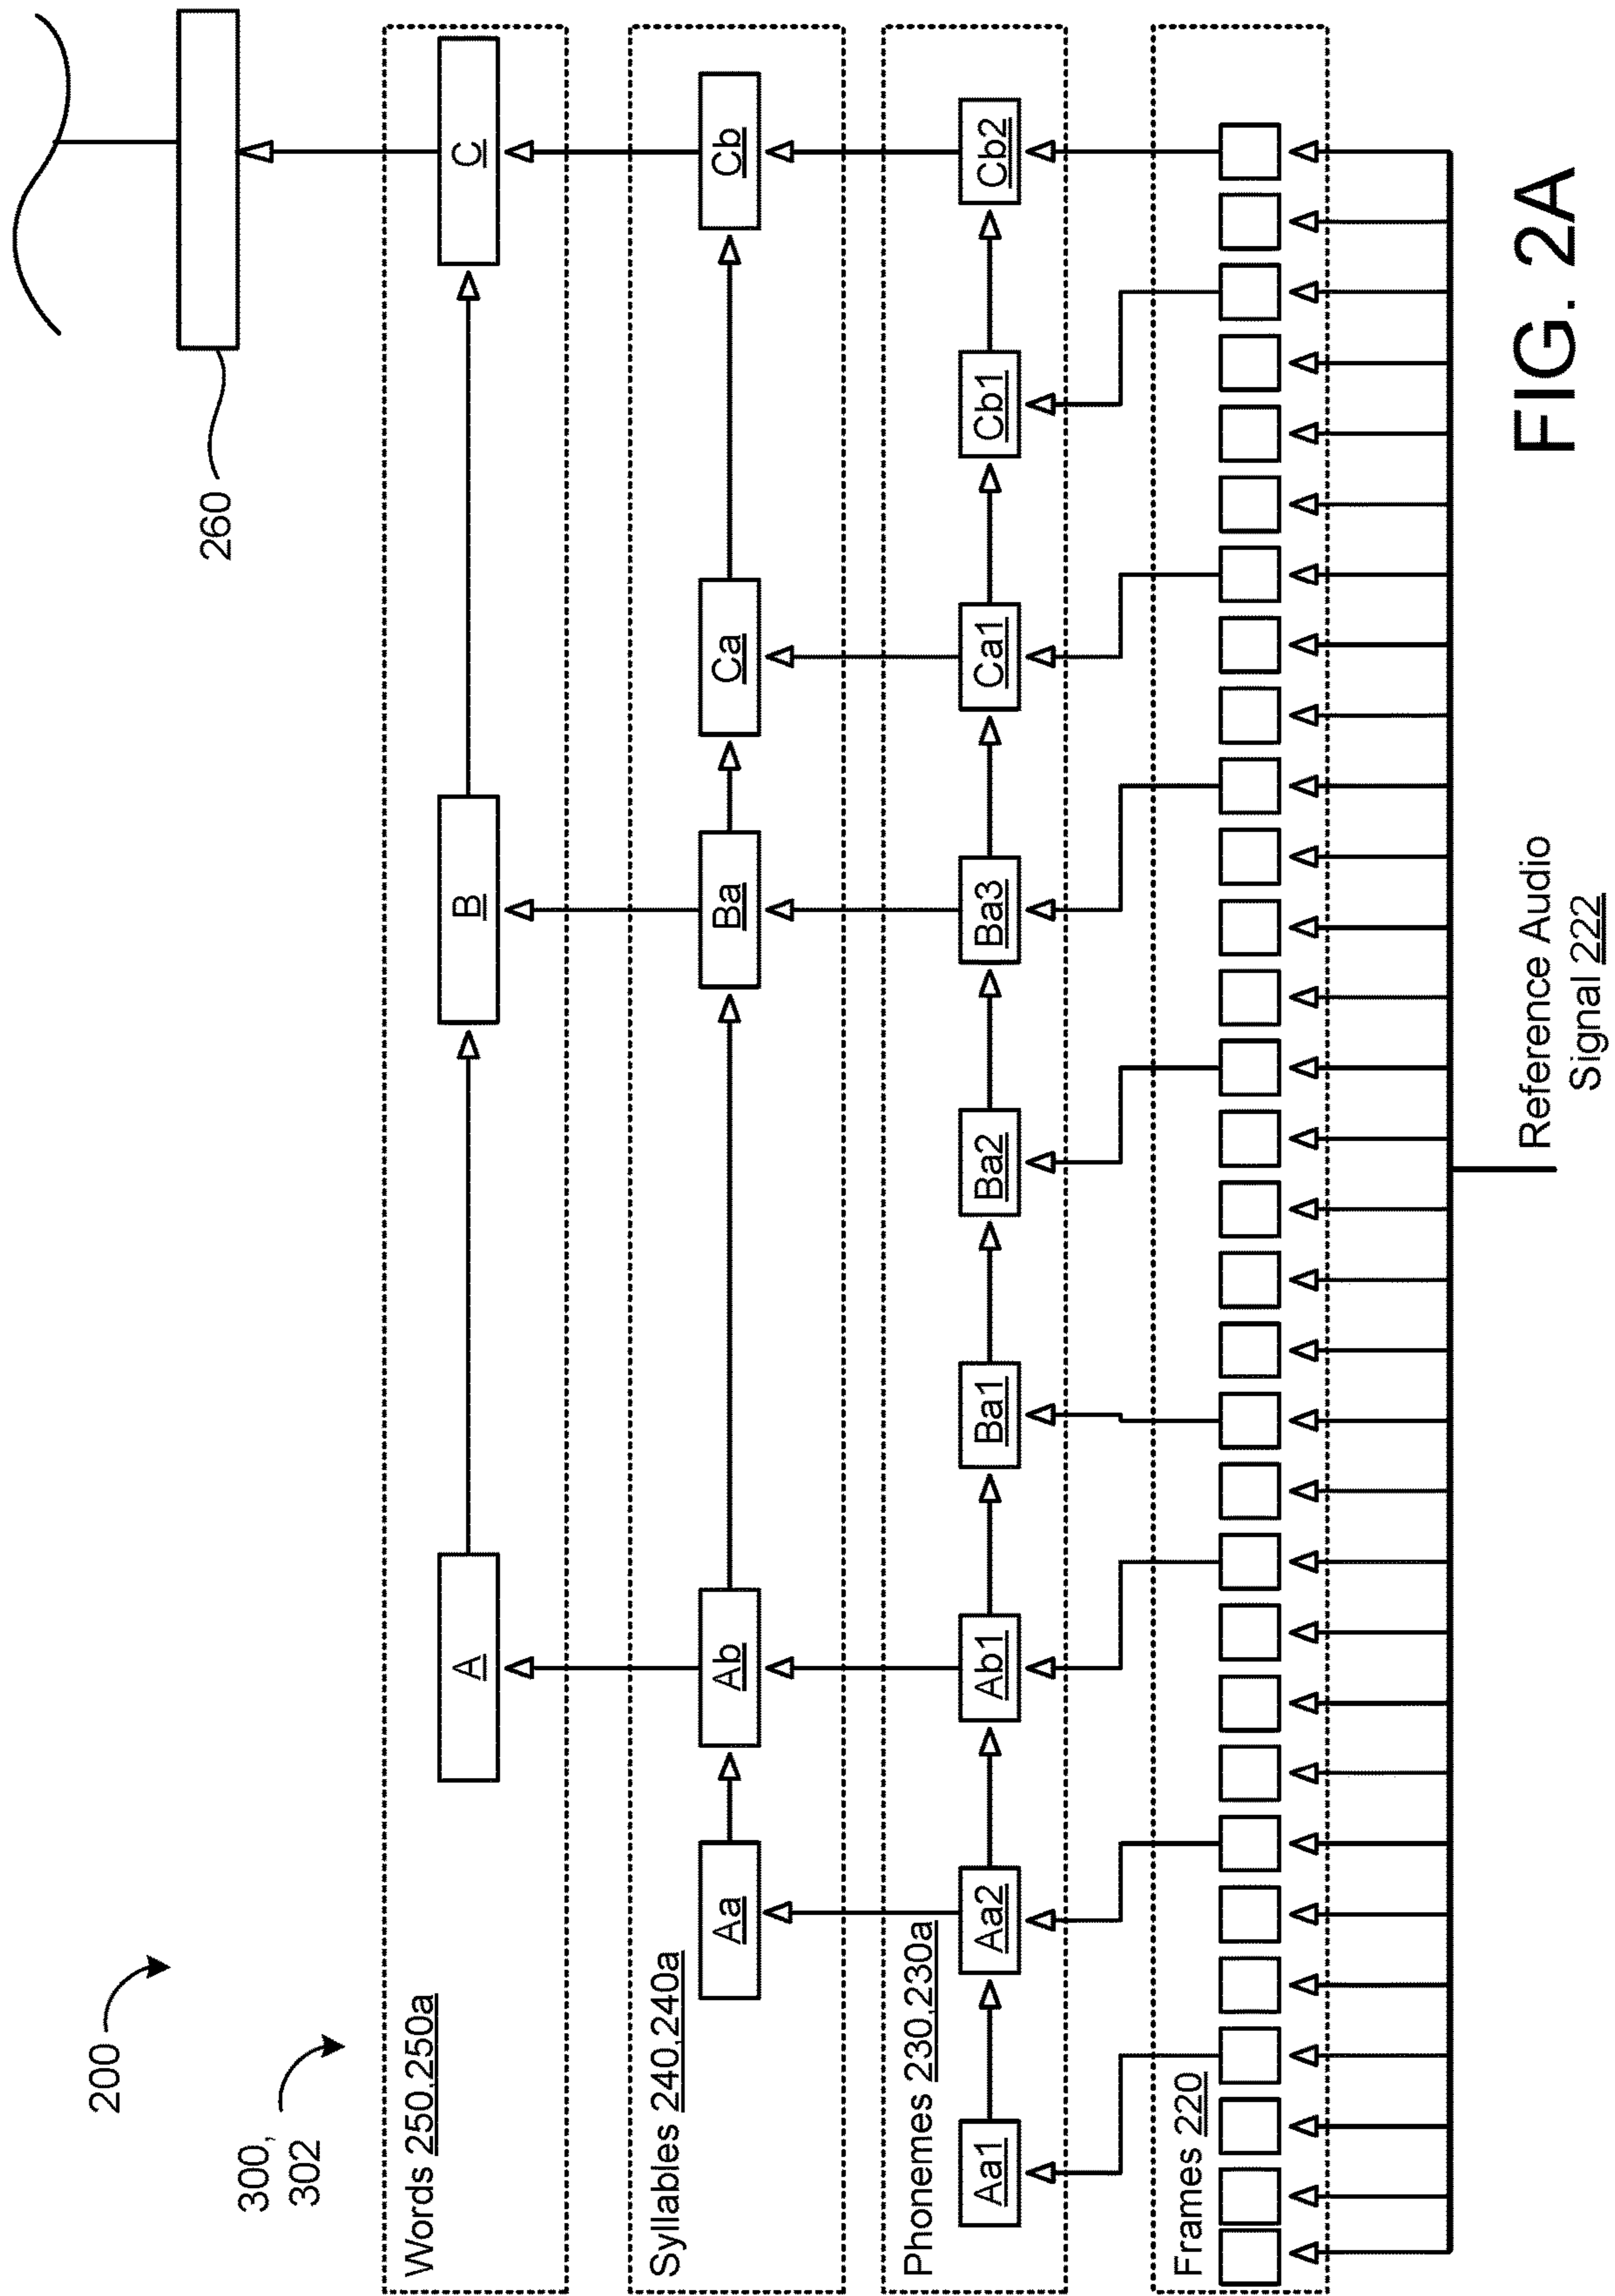 200
300,
302
260
Words 250,250a
A
B
C
Syllables 240,240a
Aa
Ab
Ba
Ca
Cb
Phonemes 230,230a
Aa1
Aa2
Ab1
Ba1
Ba2
Ba3
Ca1
Cb1
Cb2
Frames 220
Reference Audio
Signal 222
FIG. 2A